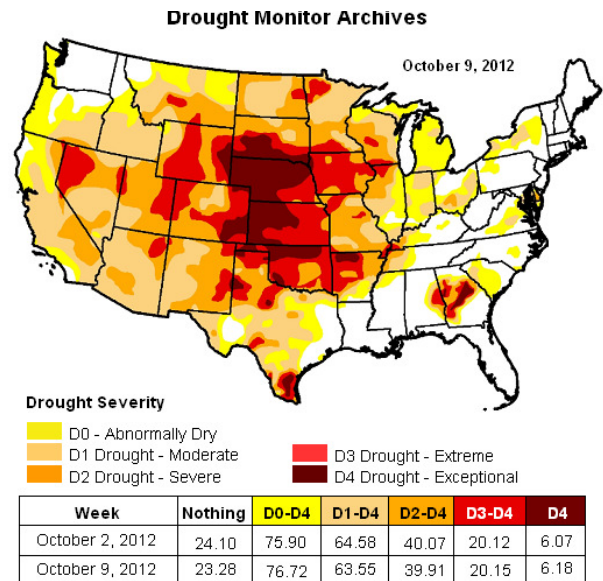 Drought Monitor Archives
October 9, 2012
Drought Severity
D0 - Abnormally Dry
D1 Drought - Moderate
D2 Drought - Severe
D3 Drought - Extreme
D4 Drought - Exceptional
Week Nothing D0-D4 D1-D4 D2-D4 D3-D4 D4
October 2, 2012 24.10 75.90 64.58 40.07 20.12 6.07
October 9, 2012 23.28 76.72 63.55 39.91 20.15 6.18